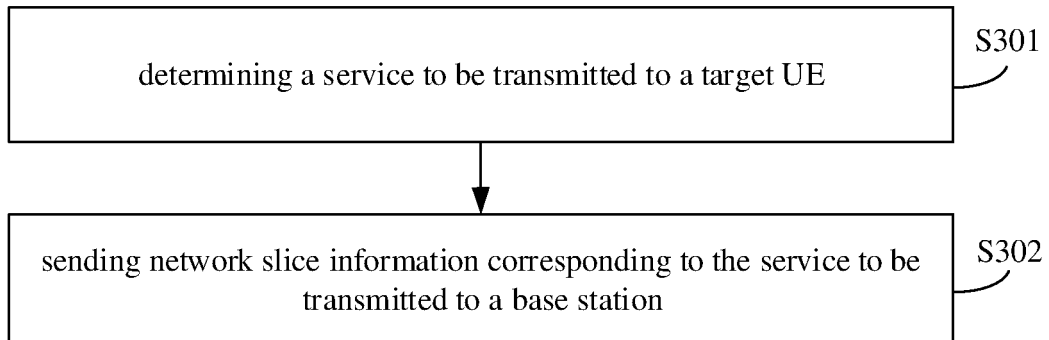 S301
determining a service to be transmitted to a target UE
S302
sending network slice information corresponding to the service to be
transmitted to a base station